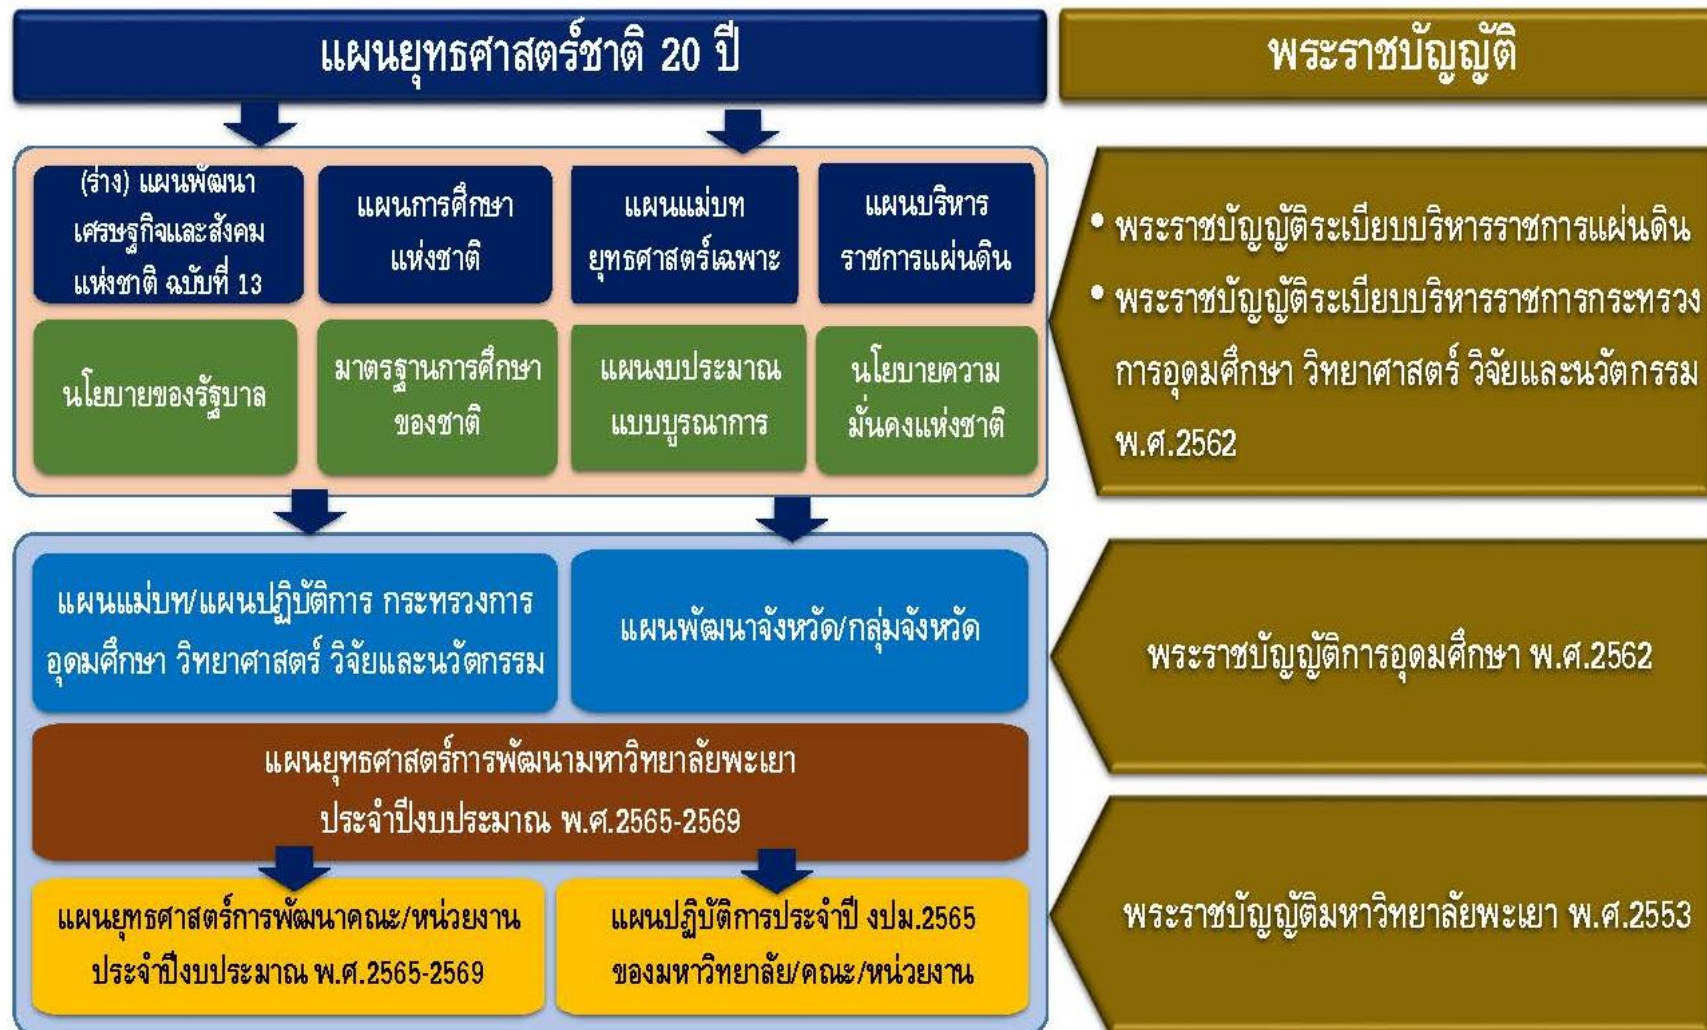 แผนยุทธศาสตร์ชาติ 20 ปี
พระราชบัญญัติ
(ร่าง) แผนพัฒนา
เศรษฐกิจและสังคม
แห่งชาติ ฉบับที่ 13
แผนการศึกษา
แห่งชาติ
แผนแม่บท
ยุทธศาสตร์เฉพาะ
แผนบริหาร
ราชการแผ่นดิน
นโยบายของรัฐบาล
มาตรฐานการศึกษา
ของชาติ
แผนงบประมาณ
แบบบูรณาการ
นโยบายความ
มั่นคงแห่งชาติ
• พระราชบัญญัติระเบียบบริหารราชการแผ่นดิน
• พระราชบัญญัติระเบียบบริหารราชการกระทรวง
การอุดมศึกษา วิทยาศาสตร์ วิจัยและนวัตกรรม
พ.ศ.2562
แผนแม่บท/แผนปฏิบัติการ กระทรวงการ
อุดมศึกษา วิทยาศาสตร์ วิจัยและนวัตกรรม
แผนพัฒนาจังหวัด/กลุ่มจังหวัด
พระราชบัญญัติการอุดมศึกษา พ.ศ.2562
แผนยุทธศาสตร์การพัฒนามหาวิทยาลัยพะเยา
ประจำปีงบประมาณ พ.ศ.2565-2569
แผนยุทธศาสตร์การพัฒนาคณะ/หน่วยงาน
ประจำปีงบประมาณ พ.ศ.2565-2569
แผนปฏิบัติการประจำปี งปม.2565
ของมหาวิทยาลัย/คณะ/หน่วยงาน
พระราชบัญญัติมหาวิทยาลัยพะเยา พ.ศ.2553